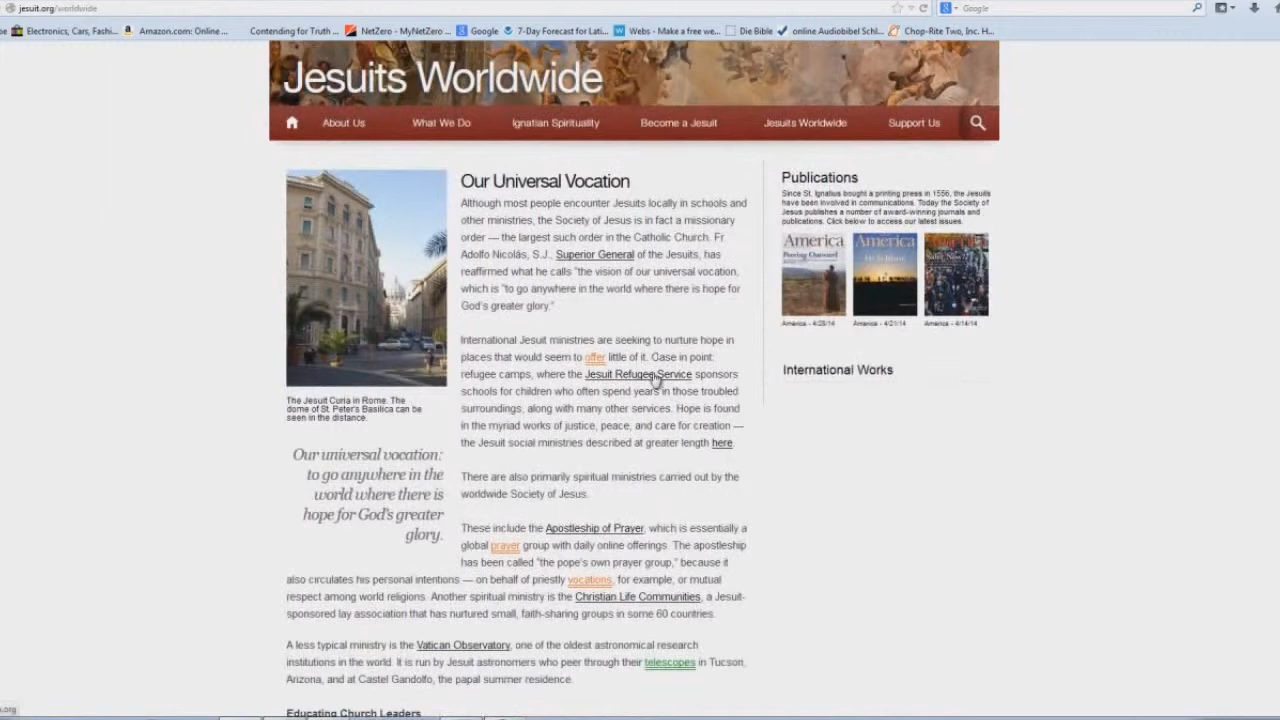 jesuit.org/worldwide
Google
Electronics, Cars, Fashi...
Amazon.com: Online ...
Contending for Truth ...
NetZero - MyNetZero ...
Google
7-Day Forecast for Lati...
Webs - Make a free we...
Die Bible
online Audiobibel Schl...
Chop-Rite Two, Inc. H...
Jesuits Worldwide
About Us
What We Do
Ignatian Spirituality
Become a Jesuit
Jesuits Worldwide
Support Us
The Jesuit Curia in Rome. The
dome of St. Peter's Basilica can be
seen in the distance.
Our universal vocation:
to go anywhere in the
world where there is
hope for God's greater
glory.
Our Universal Vocation
Although most people encounter Jesuits locally in schools and
other ministries, the Society of Jesus is in fact a missionary
order — the largest such order in the Catholic Church. Fr.
Adolfo Nicolás, S.J., Superior General of the Jesuits, has
reaffirmed what he calls "the vision of our universal vocation,
which is "to go anywhere in the world where there is hope for
God's greater glory."
International Jesuit ministries are seeking to nurture hope in
places that would seem to offer little of it. Case in point:
refugee camps, where the Jesuit Refugee Service sponsors
schools for children who often spend years in those troubled
surroundings, along with many other services. Hope is found
in the myriad works of justice, peace, and care for creation —
the Jesuit social ministries described at greater length here.
There are also primarily spiritual ministries carried out by the
worldwide Society of Jesus.
These include the Apostleship of Prayer, which is essentially a
global prayer group with daily online offerings. The apostleship
has been called "the pope's own prayer group," because it
also circulates his personal intentions — on behalf of priestly vocations, for example, or mutual
respect among world religions. Another spiritual ministry is the Christian Life Communities, a Jesuit-
sponsored lay association that has nurtured small, faith-sharing groups in some 60 countries.
A less typical ministry is the Vatican Observatory, one of the oldest astronomical research
institutions in the world. It is run by Jesuit astronomers who peer through their telescopes in Tucson,
Arizona, and at Castel Gandolfo, the papal summer residence.
Educating Church Leaders
Publications
Since St. Ignatius bought a printing press in 1556, the Jesuits
have been involved in communications. Today the Society of
Jesus publishes a number of award-winning journals and
publications. Click below to access our latest issues.
America
America
America
America - 4/28/14
America - 4/21/14
America - 4/14/14
International Works